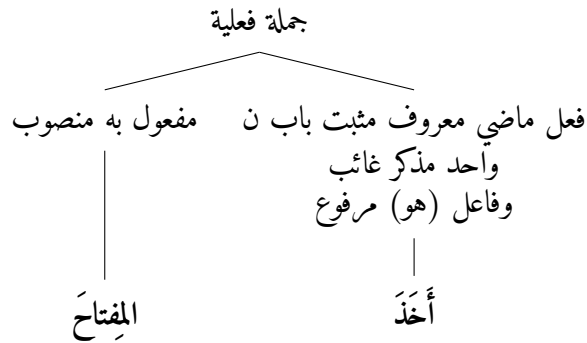 جملة فعلية
فعل ماضي معروف مثبت باب ن
واحد مذكر غائب
وفاعل (هو) مرفوع
مفعول به منصوب
أَخَذَ
المِفتاحَ